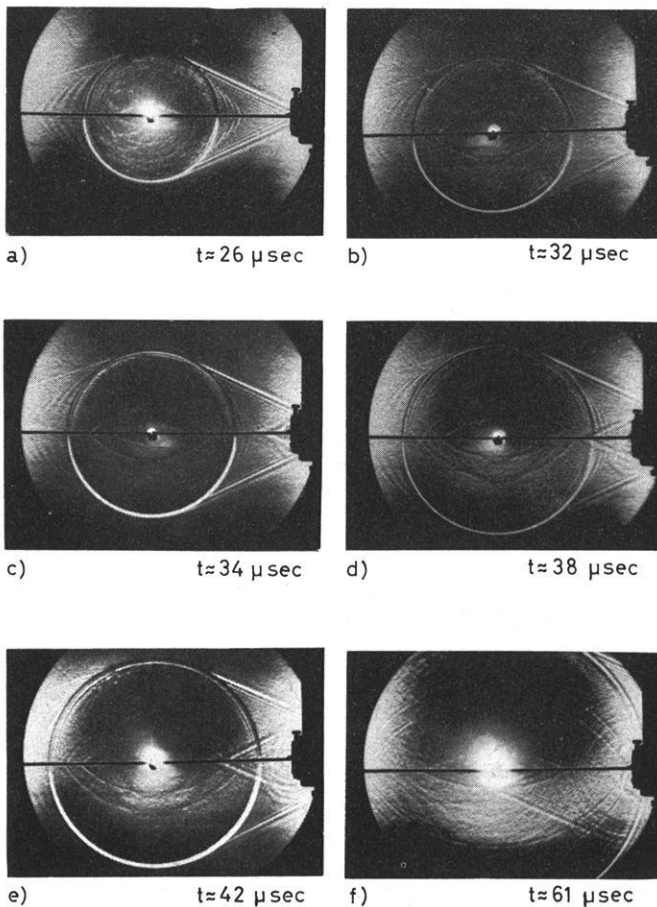 a) t≈26 μsec
b) t≈32 μsec
c) t≈34 μsec
d) t≈38 μsec
e) t≈42 μsec
f) t≈61 μsec